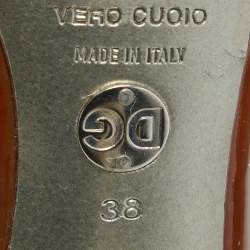 VERO CUOIO
MADE IN ITALY
DG
38